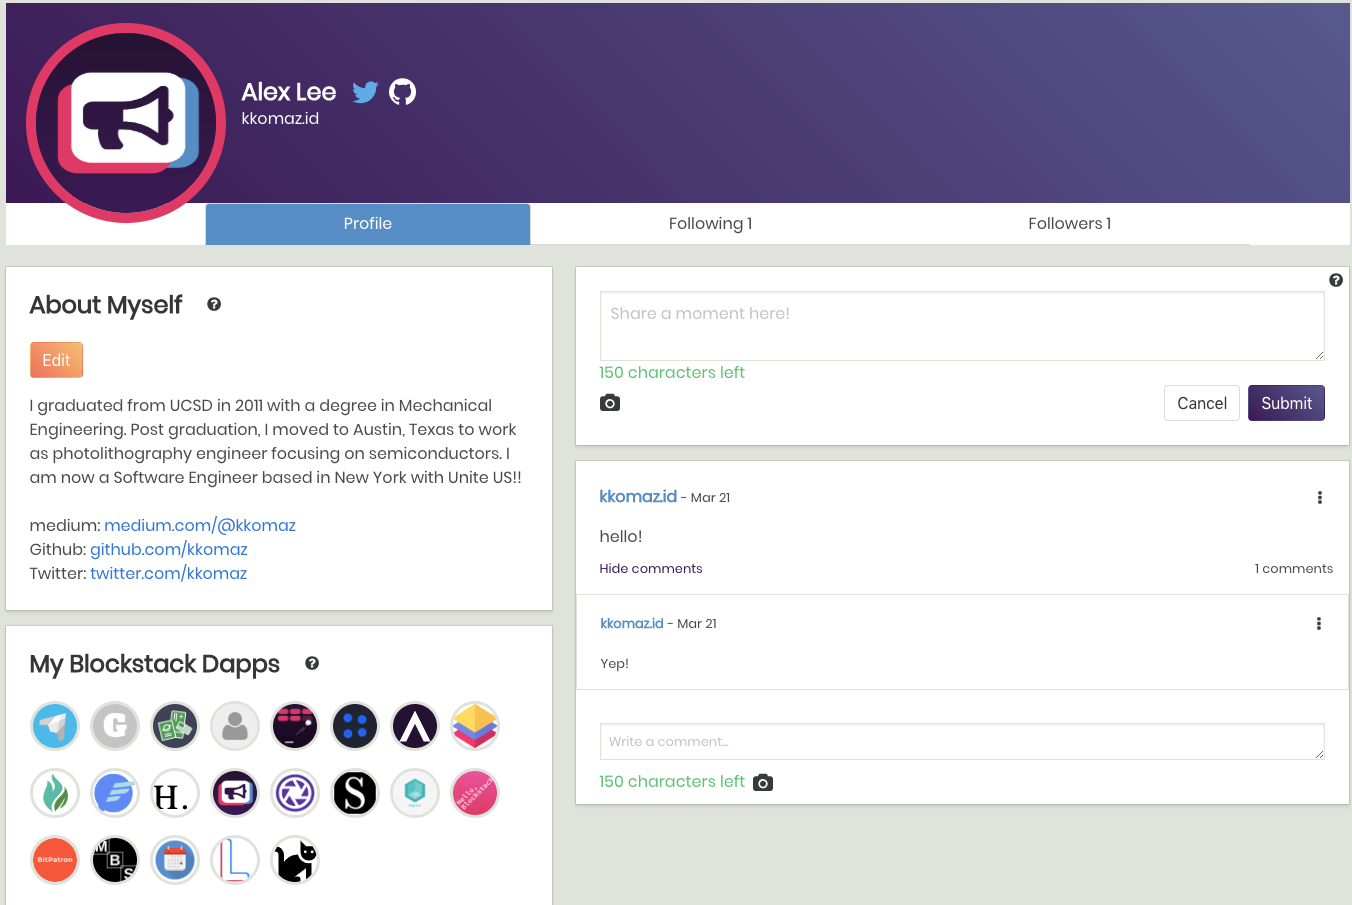 Alex Lee
kkomaz.id
Profile
Following 1
Followers 1
About Myself
Edit
I graduated from UCSD in 2011 with a degree in Mechanical
Engineering. Post graduation, I moved to Austin, Texas to work
as photolithography engineer focusing on semiconductors. I
am now a Software Engineer based in New York with Unite US!!
medium: medium.com/@kkomaz
Github: github.com/kkomaz
Twitter: twitter.com/kkomaz
My Blockstack Dapps
G
H.
S
Hello,
Blockstack
BitPatron
M
B
S
L
Share a moment here!
150 characters left
Cancel
Submit
kkomaz.id - Mar 21
hello!
Hide comments
1 comments
kkomaz.id - Mar 21
Yep!
Write a comment...
150 characters left